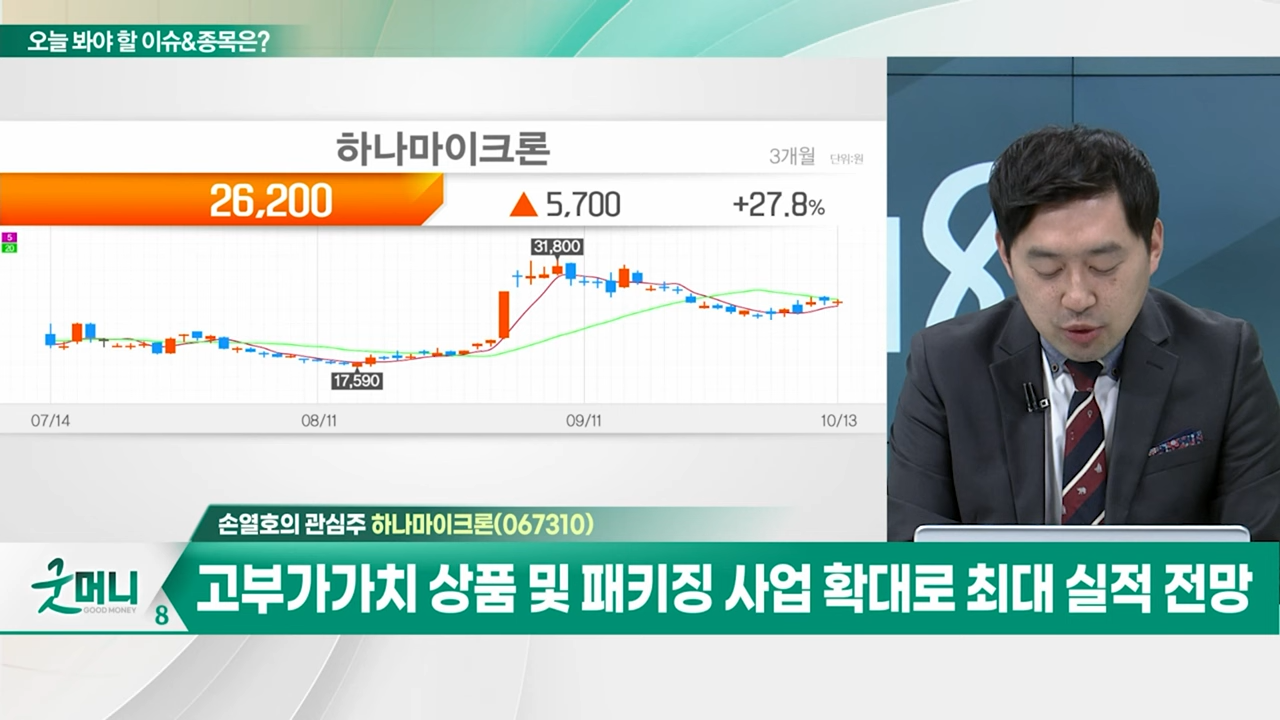 오늘 봐야 할 이슈&종목은?
하나마이크론
3개월 단위:원
26,200 ▲ 5,700 +27.8%
5
20
31,800
17,590
07/14 08/11 09/11 10/13
8
손열호의 관심주 하나마이크론(067310)
굿머니
GOOD MONEY
8
고부가가치 상품 및 패키징 사업 확대로 최대 실적 전망